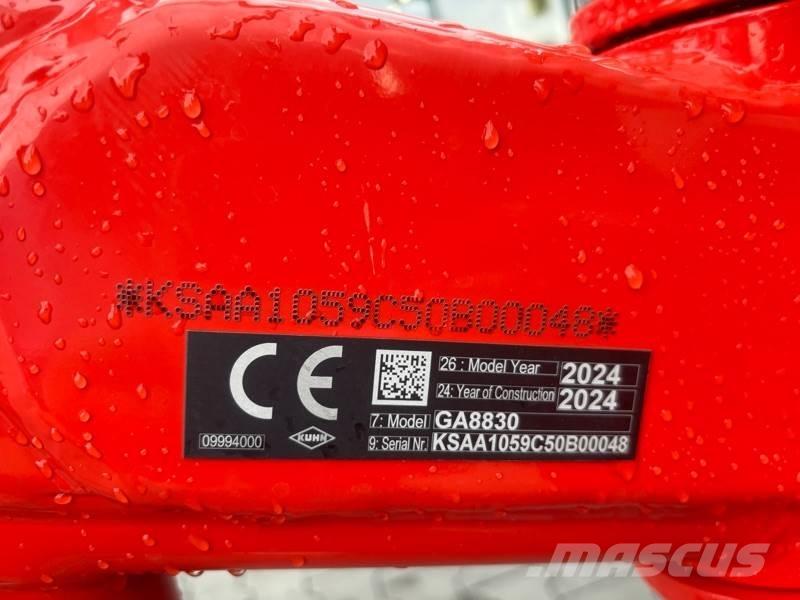 *KSAA1059C50B00048*
CE
26 : Model Year 2024
24: Year of Construction 2024
7: Model GA8830
09994000
KUHN
9: Serial Nr. KSAA1059C50B00048
MASCUS